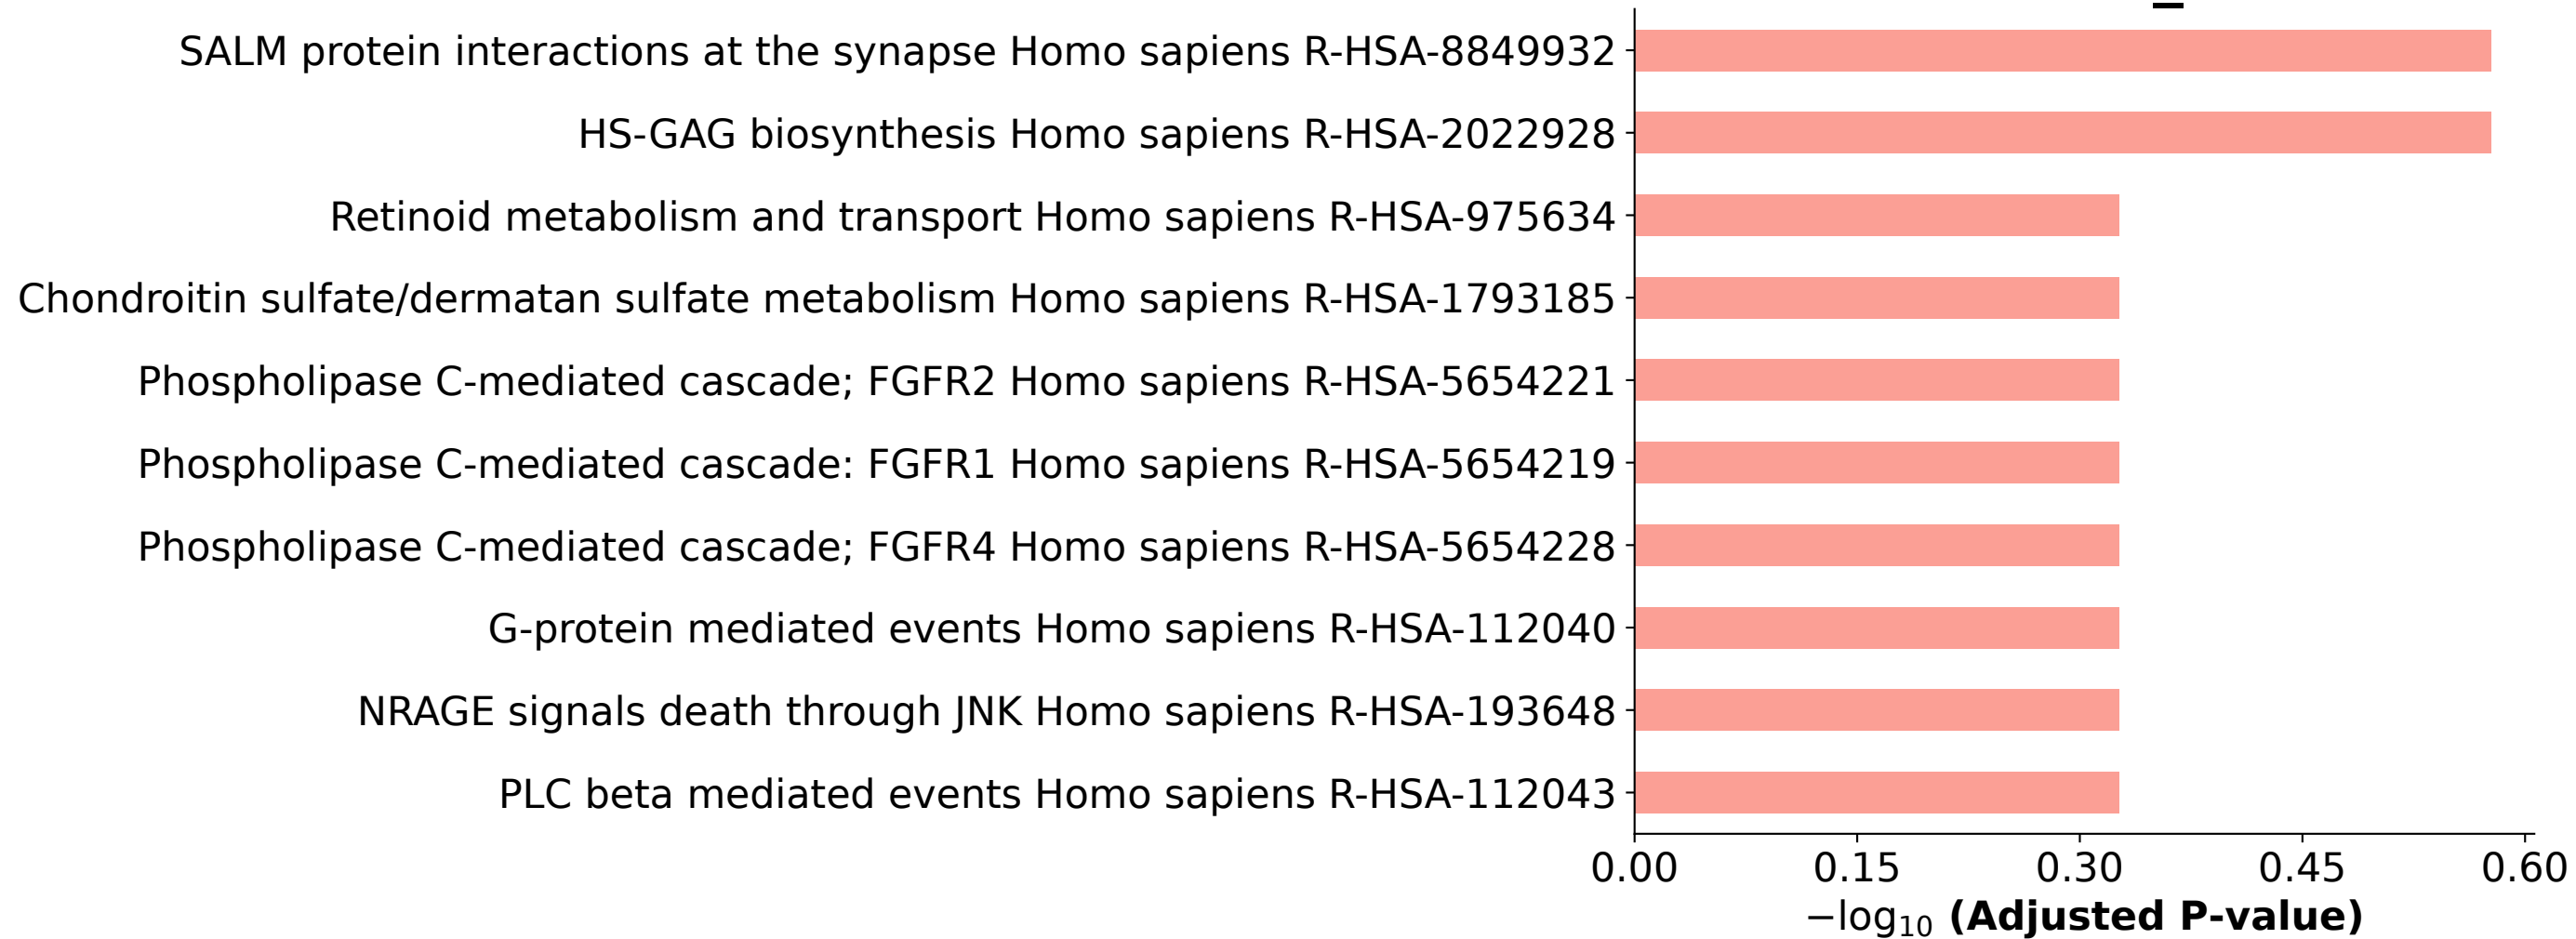 SALM protein interactions at the synapse Homo sapiens R-HSA-8849932
HS-GAG biosynthesis Homo sapiens R-HSA-2022928
Retinoid metabolism and transport Homo sapiens R-HSA-975634
Chondroitin sulfate/dermatan sulfate metabolism Homo sapiens R-HSA-1793185
Phospholipase C-mediated cascade; FGFR2 Homo sapiens R-HSA-5654221
Phospholipase C-mediated cascade: FGFR1 Homo sapiens R-HSA-5654219
Phospholipase C-mediated cascade; FGFR4 Homo sapiens R-HSA-5654228
G-protein mediated events Homo sapiens R-HSA-112040
NRAGE signals death through JNK Homo sapiens R-HSA-193648
PLC beta mediated events Homo sapiens R-HSA-112043
0.00 0.15 0.30 0.45 0.60
−log₁₀ (Adjusted P-value)